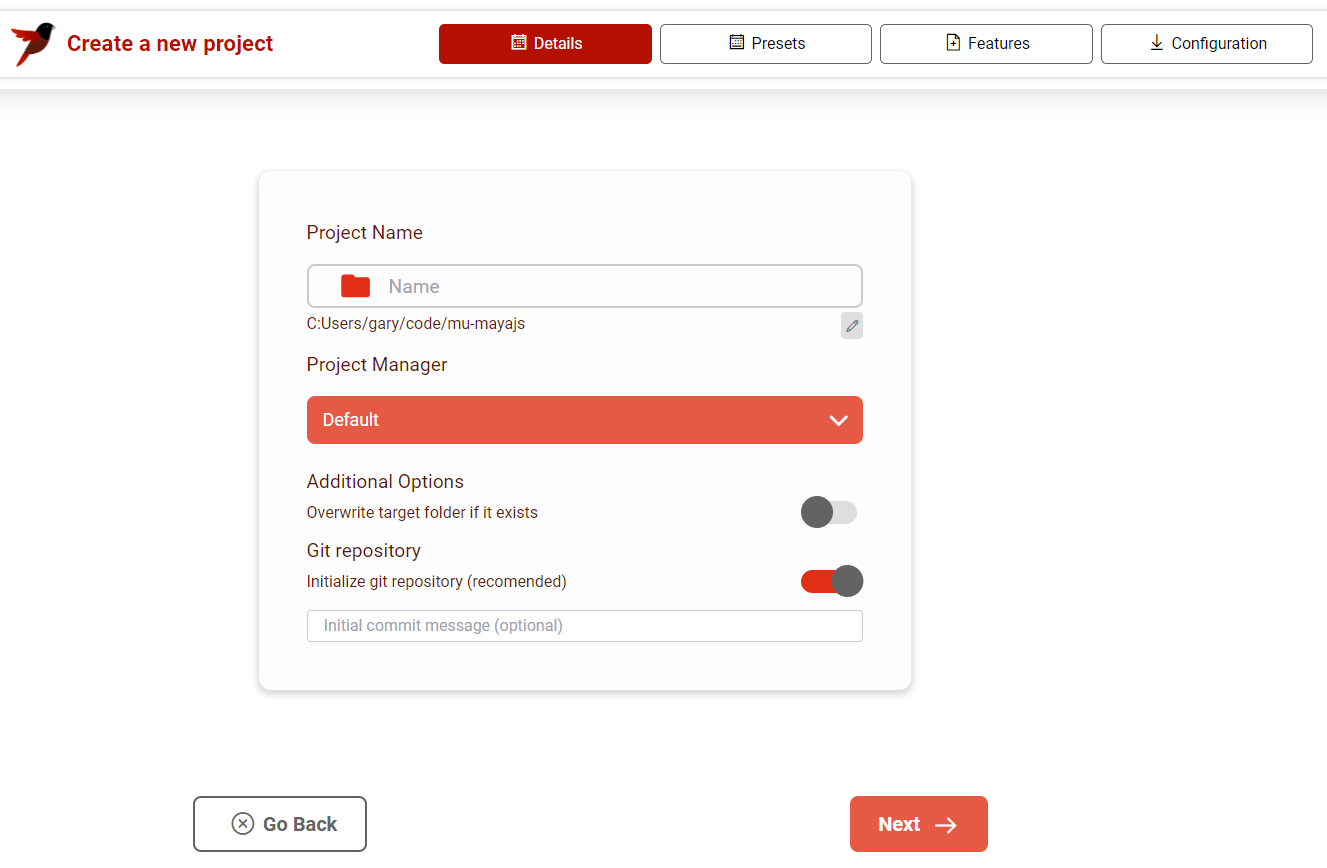 Create a new project
Details
Presets
Features
Configuration
Project Name
Name
C:Users/gary/code/mu-mayajs
Project Manager
Default
Additional Options
Overwrite target folder if it exists
Git repository
Initialize git repository (recomended)
Initial commit message (optional)
Go Back
Next